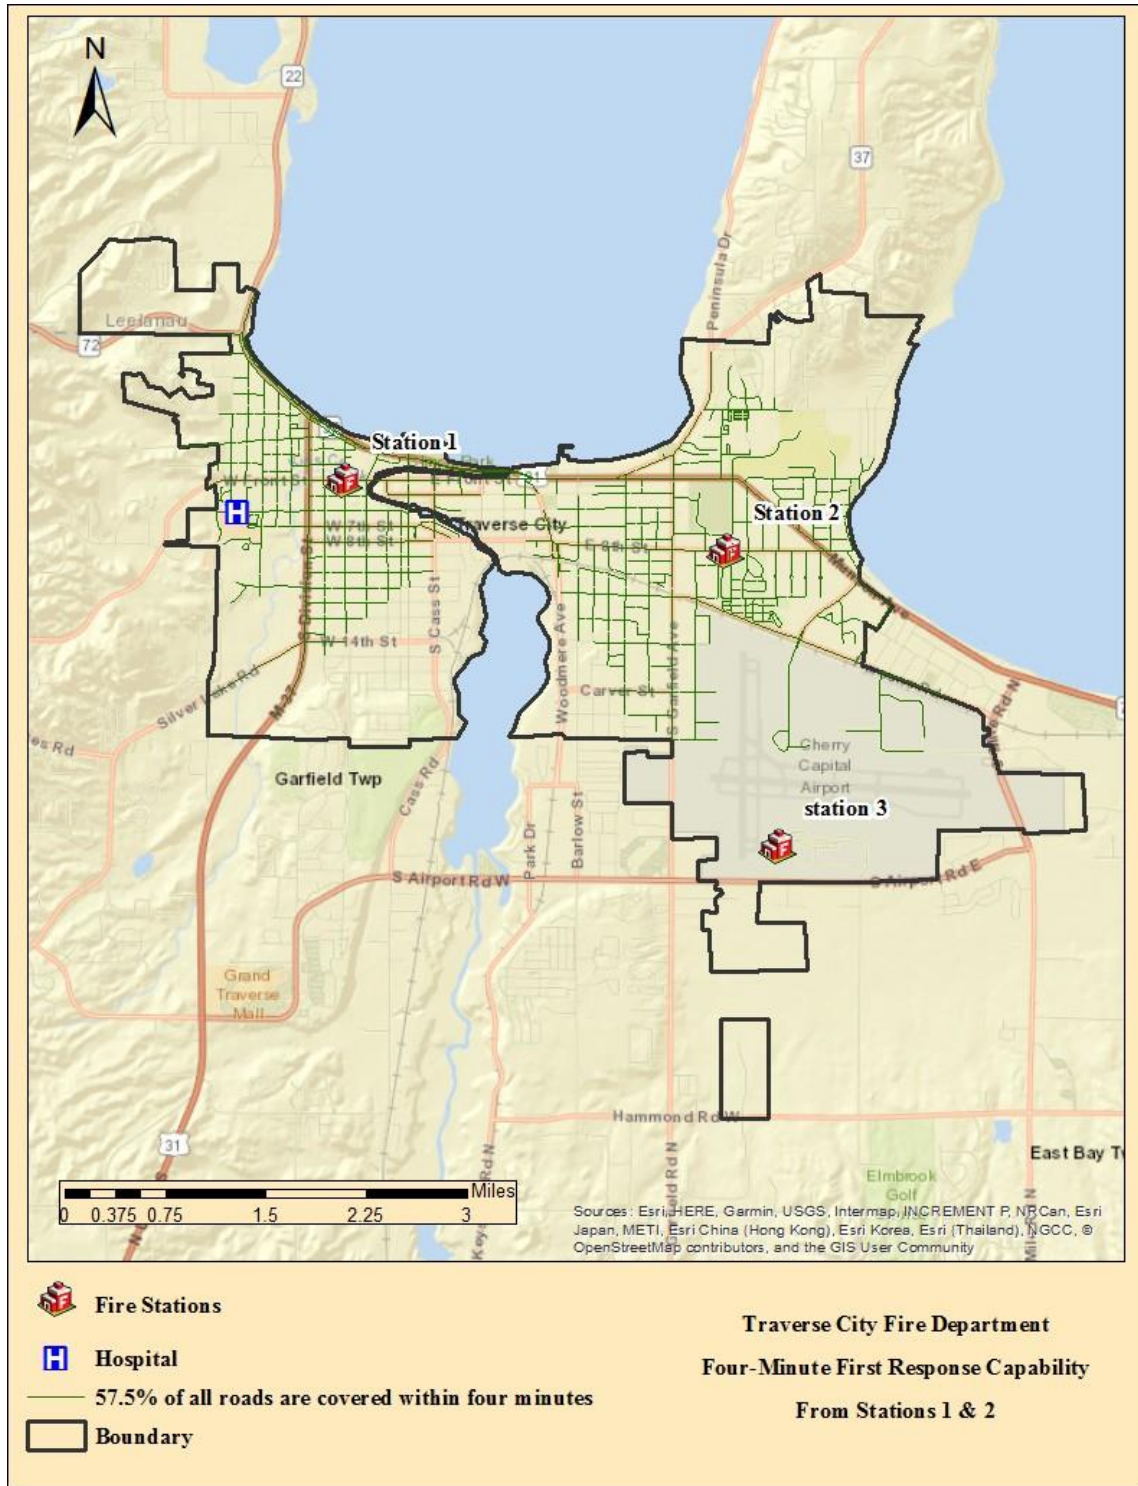 N
22
37
Peninsula Dr
Leelanau
72
Station 1
W Front St
E Front St
31
H
Station 2
Traverse City
W 7th St
W 8th St
E 8th St
Munson Ave
S Division St
S Cass St
Woodmere Ave
S Garfield Ave
W 14th St
Silver Lake Rd
M-37
Carver St
Garfield Twp
Cass Rd
Cherry
Capital
Airport
station 3
Park Dr
Barlow St
S Airport Rd W
S Airport Rd E
Grand
Traverse
Mall
Hammond Rd W
31
East Bay Tw
Elmbrook
Golf
Miles
0 0.375 0.75 1.5 2.25 3
Sources: Esri, HERE, Garmin, USGS, Intermap, INCREMENT P, NRCan, Esri
Japan, METI, Esri China (Hong Kong), Esri Korea, Esri (Thailand), NGCC, ©
OpenStreetMap contributors, and the GIS User Community
Fire Stations
H Hospital
57.5% of all roads are covered within four minutes
Boundary
Traverse City Fire Department
Four-Minute First Response Capability
From Stations 1 & 2